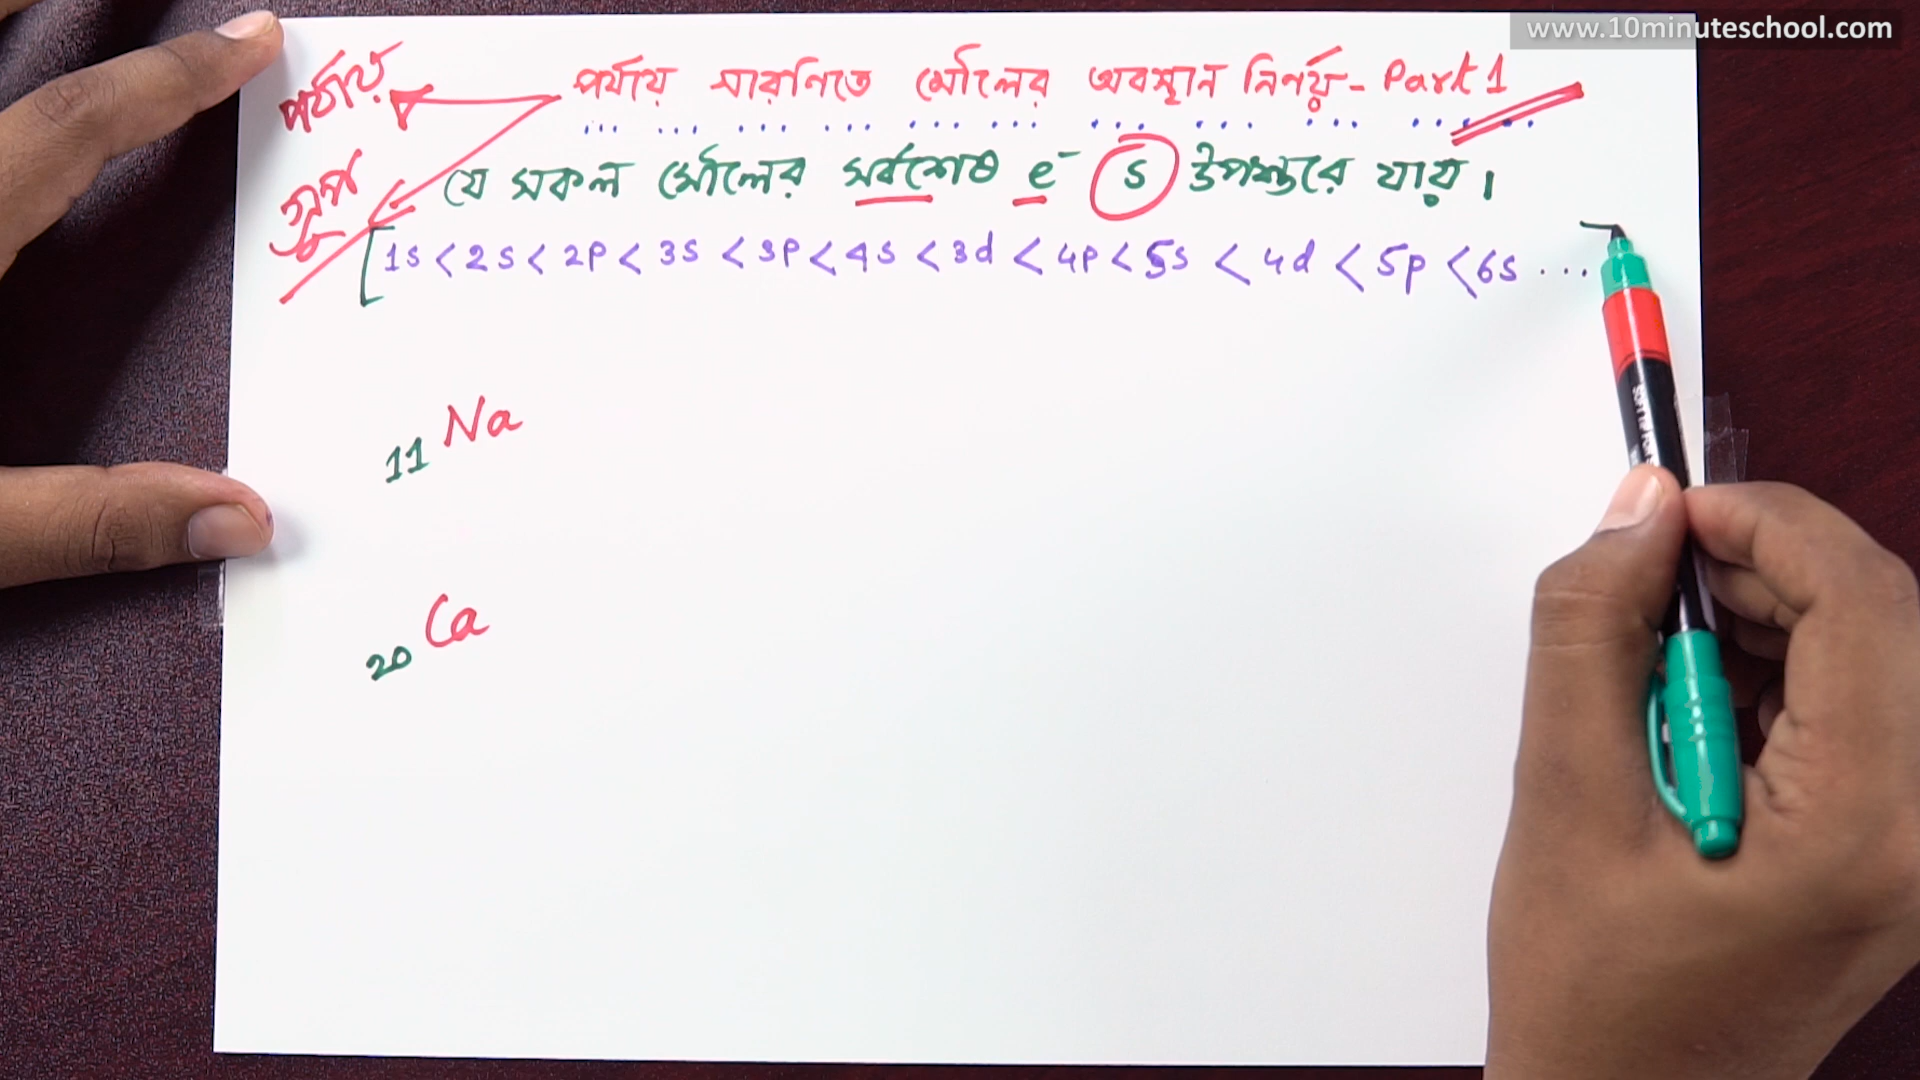 www.10minuteschool.com
পর্যায় সারণিতে মৌলের অবস্থান নির্ণয় - Part 1
পর্যায়
যে সকল মৌলের সর্বশেষ e⁻ s উপস্তরে যায়।
গ্রুপ
[1s < 2s < 2p < 3s < 3p < 4s < 3d < 4p < 5s < 4d < 5p < 6s ...
11 Na
20 Ca